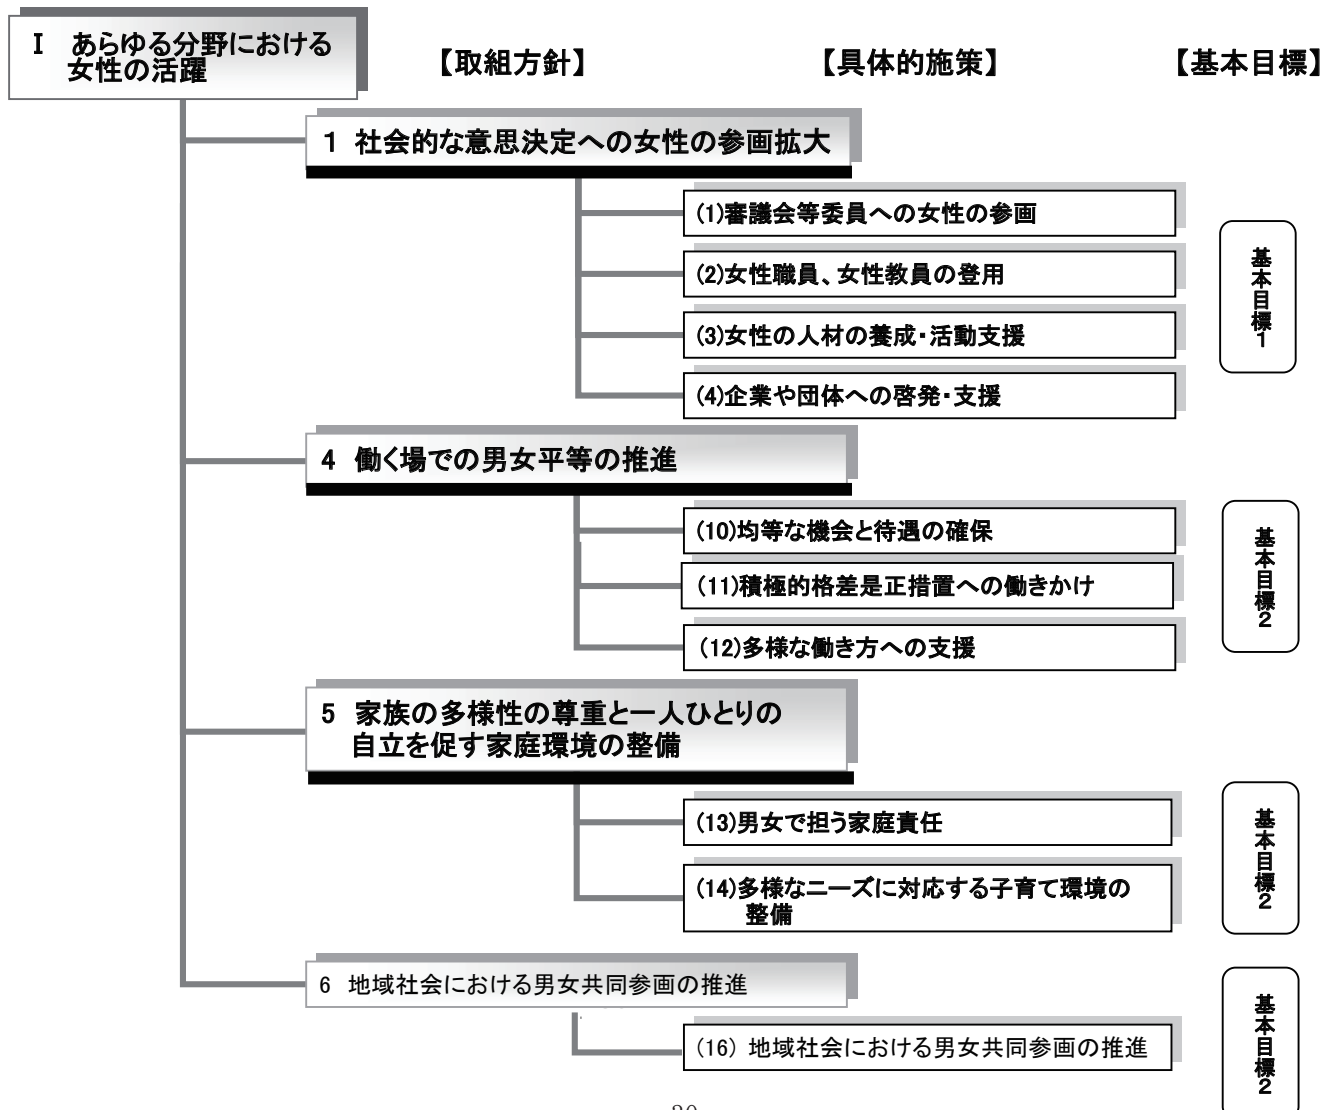 Ⅰ あらゆる分野における
女性の活躍
【取組方針】
【具体的施策】
【基本目標】
1 社会的な意思決定への女性の参画拡大
(1)審議会等委員への女性の参画
(2)女性職員、女性教員の登用
(3)女性の人材の養成・活動支援
(4)企業や団体への啓発・支援
基本目標1
4 働く場での男女平等の推進
(10)均等な機会と待遇の確保
(11)積極的格差是正措置への働きかけ
(12)多様な働き方への支援
基本目標2
5 家族の多様性の尊重と一人ひとりの
自立を促す家庭環境の整備
(13)男女で担う家庭責任
(14)多様なニーズに対応する子育て環境の
整備
基本目標2
6 地域社会における男女共同参画の推進
(16) 地域社会における男女共同参画の推進
基本目標2